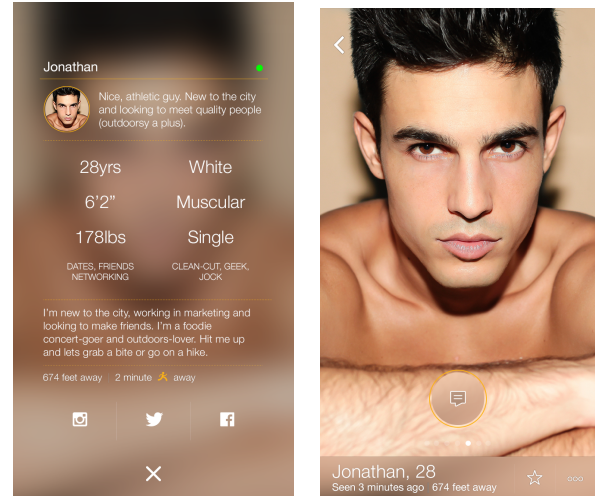 Jonathan
Nice, athletic guy. New to the city
and looking to meet quality people
(outdoorsy a plus).
28yrs
White
6’2”
Muscular
178lbs
Single
DATES, FRIENDS
NETWORKING
CLEAN-CUT, GEEK,
JOCK
I’m new to the city, working in marketing and
looking to make friends. I’m a foodie
concert-goer and outdoors-lover. Hit me up
and lets grab a bite or go on a hike.
674 feet away
2 minute away
Jonathan, 28
Seen 3 minutes ago 674 feet away